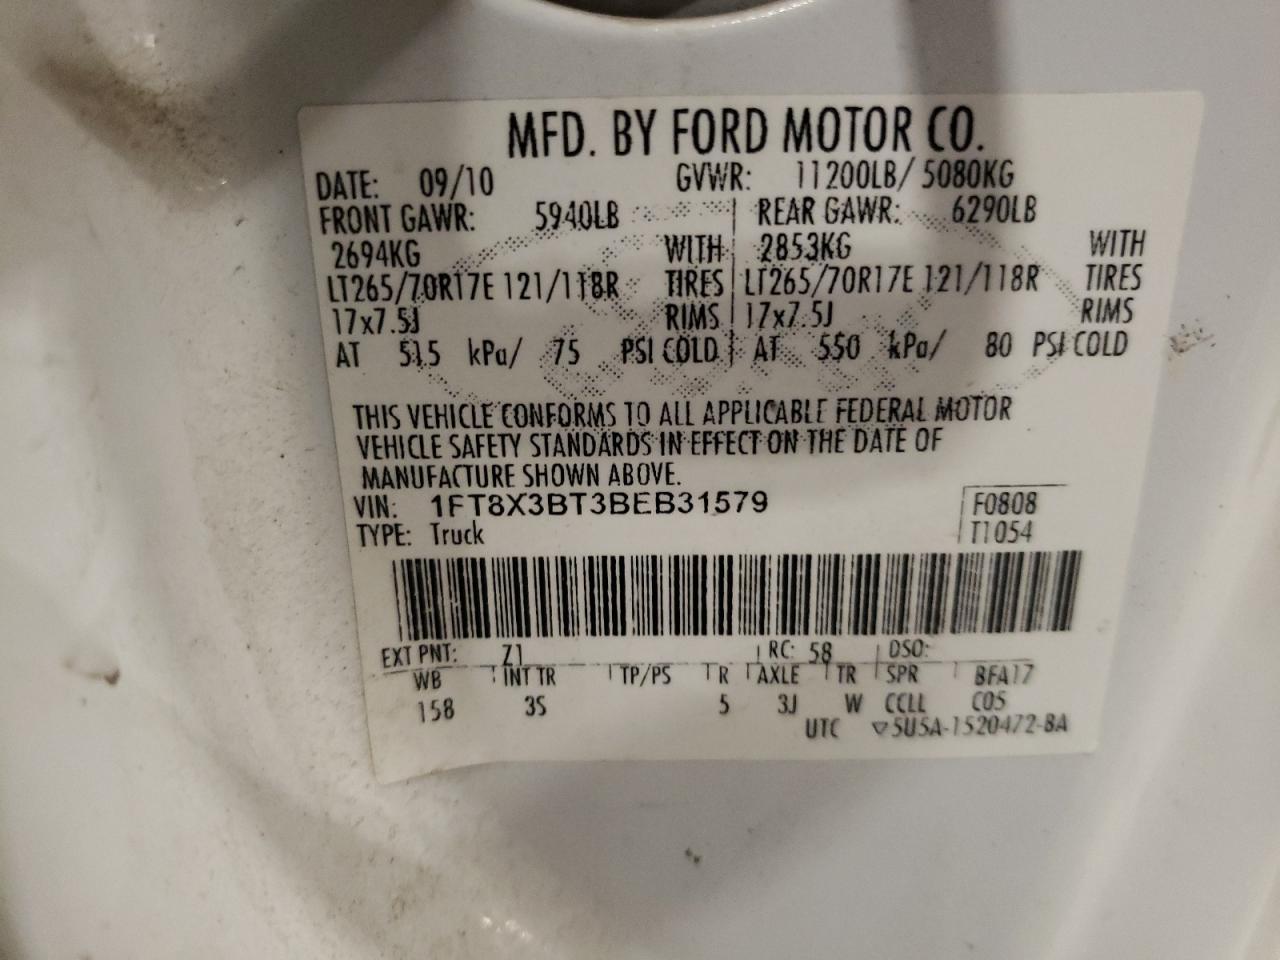 MFD. BY FORD MOTOR CO.
DATE: 09/10 GVWR: 11200LB/ 5080KG
FRONT GAWR: 5940LB REAR GAWR: 6290LB
2694KG WITH 2853KG WITH
LT265/70R17E 121/118R TIRES LT265/70R17E 121/118R TIRES
17x7.5J RIMS 17x7.5J RIMS
AT 515 kPa/ 75 PSI COLD AT 550 kPa/ 80 PSI COLD
THIS VEHICLE CONFORMS TO ALL APPLICABLE FEDERAL MOTOR
VEHICLE SAFETY STANDARDS IN EFFECT ON THE DATE OF
MANUFACTURE SHOWN ABOVE.
VIN: 1FT8X3BT3BEB31579 F0808
TYPE: Truck T1054
EXT PNT: Z1 RC: 58 DSO:
WB INT TR TP/PS R AXLE TR SPR BFA17
158 3S 5 3J W CCLL C05
UTC ▽5U5A-1520472-BA